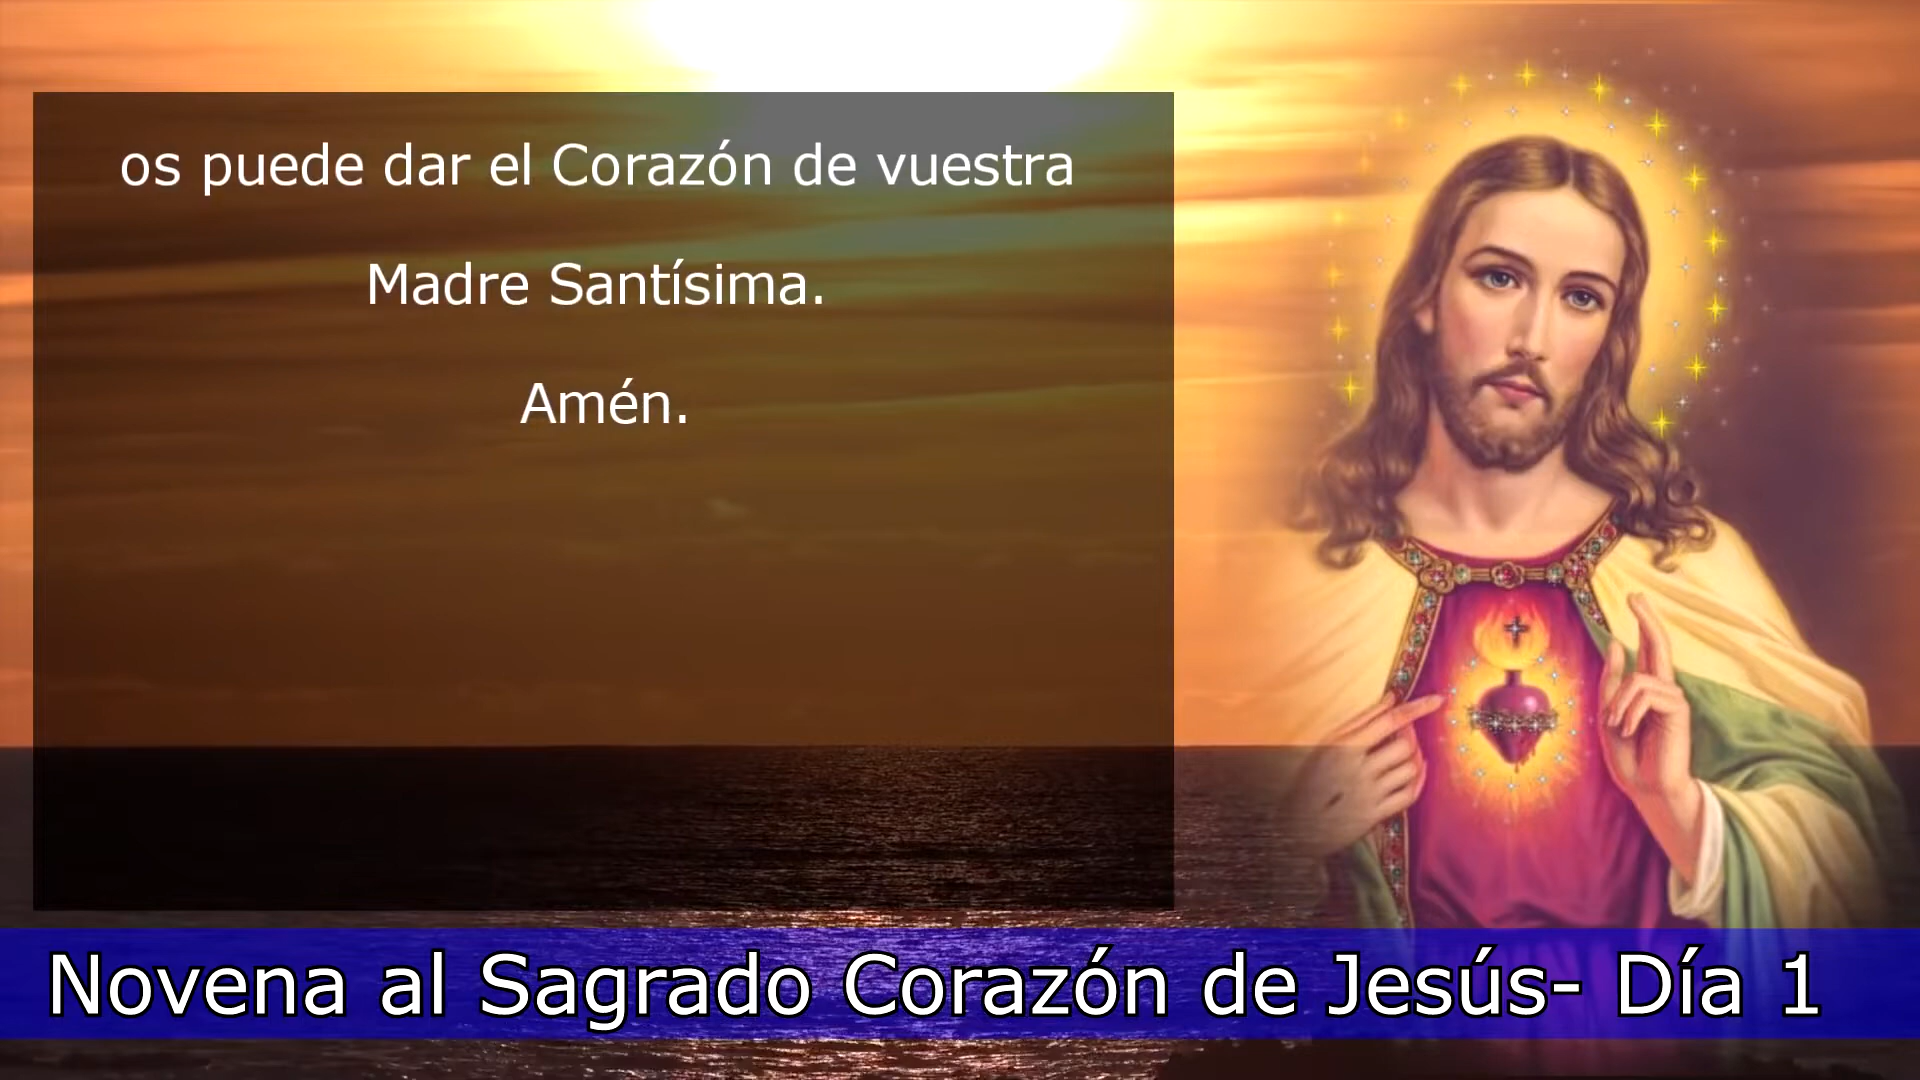 os puede dar el Corazón de vuestra
Madre Santísima.
Amén.
Novena al Sagrado Corazón de Jesús- Día 1